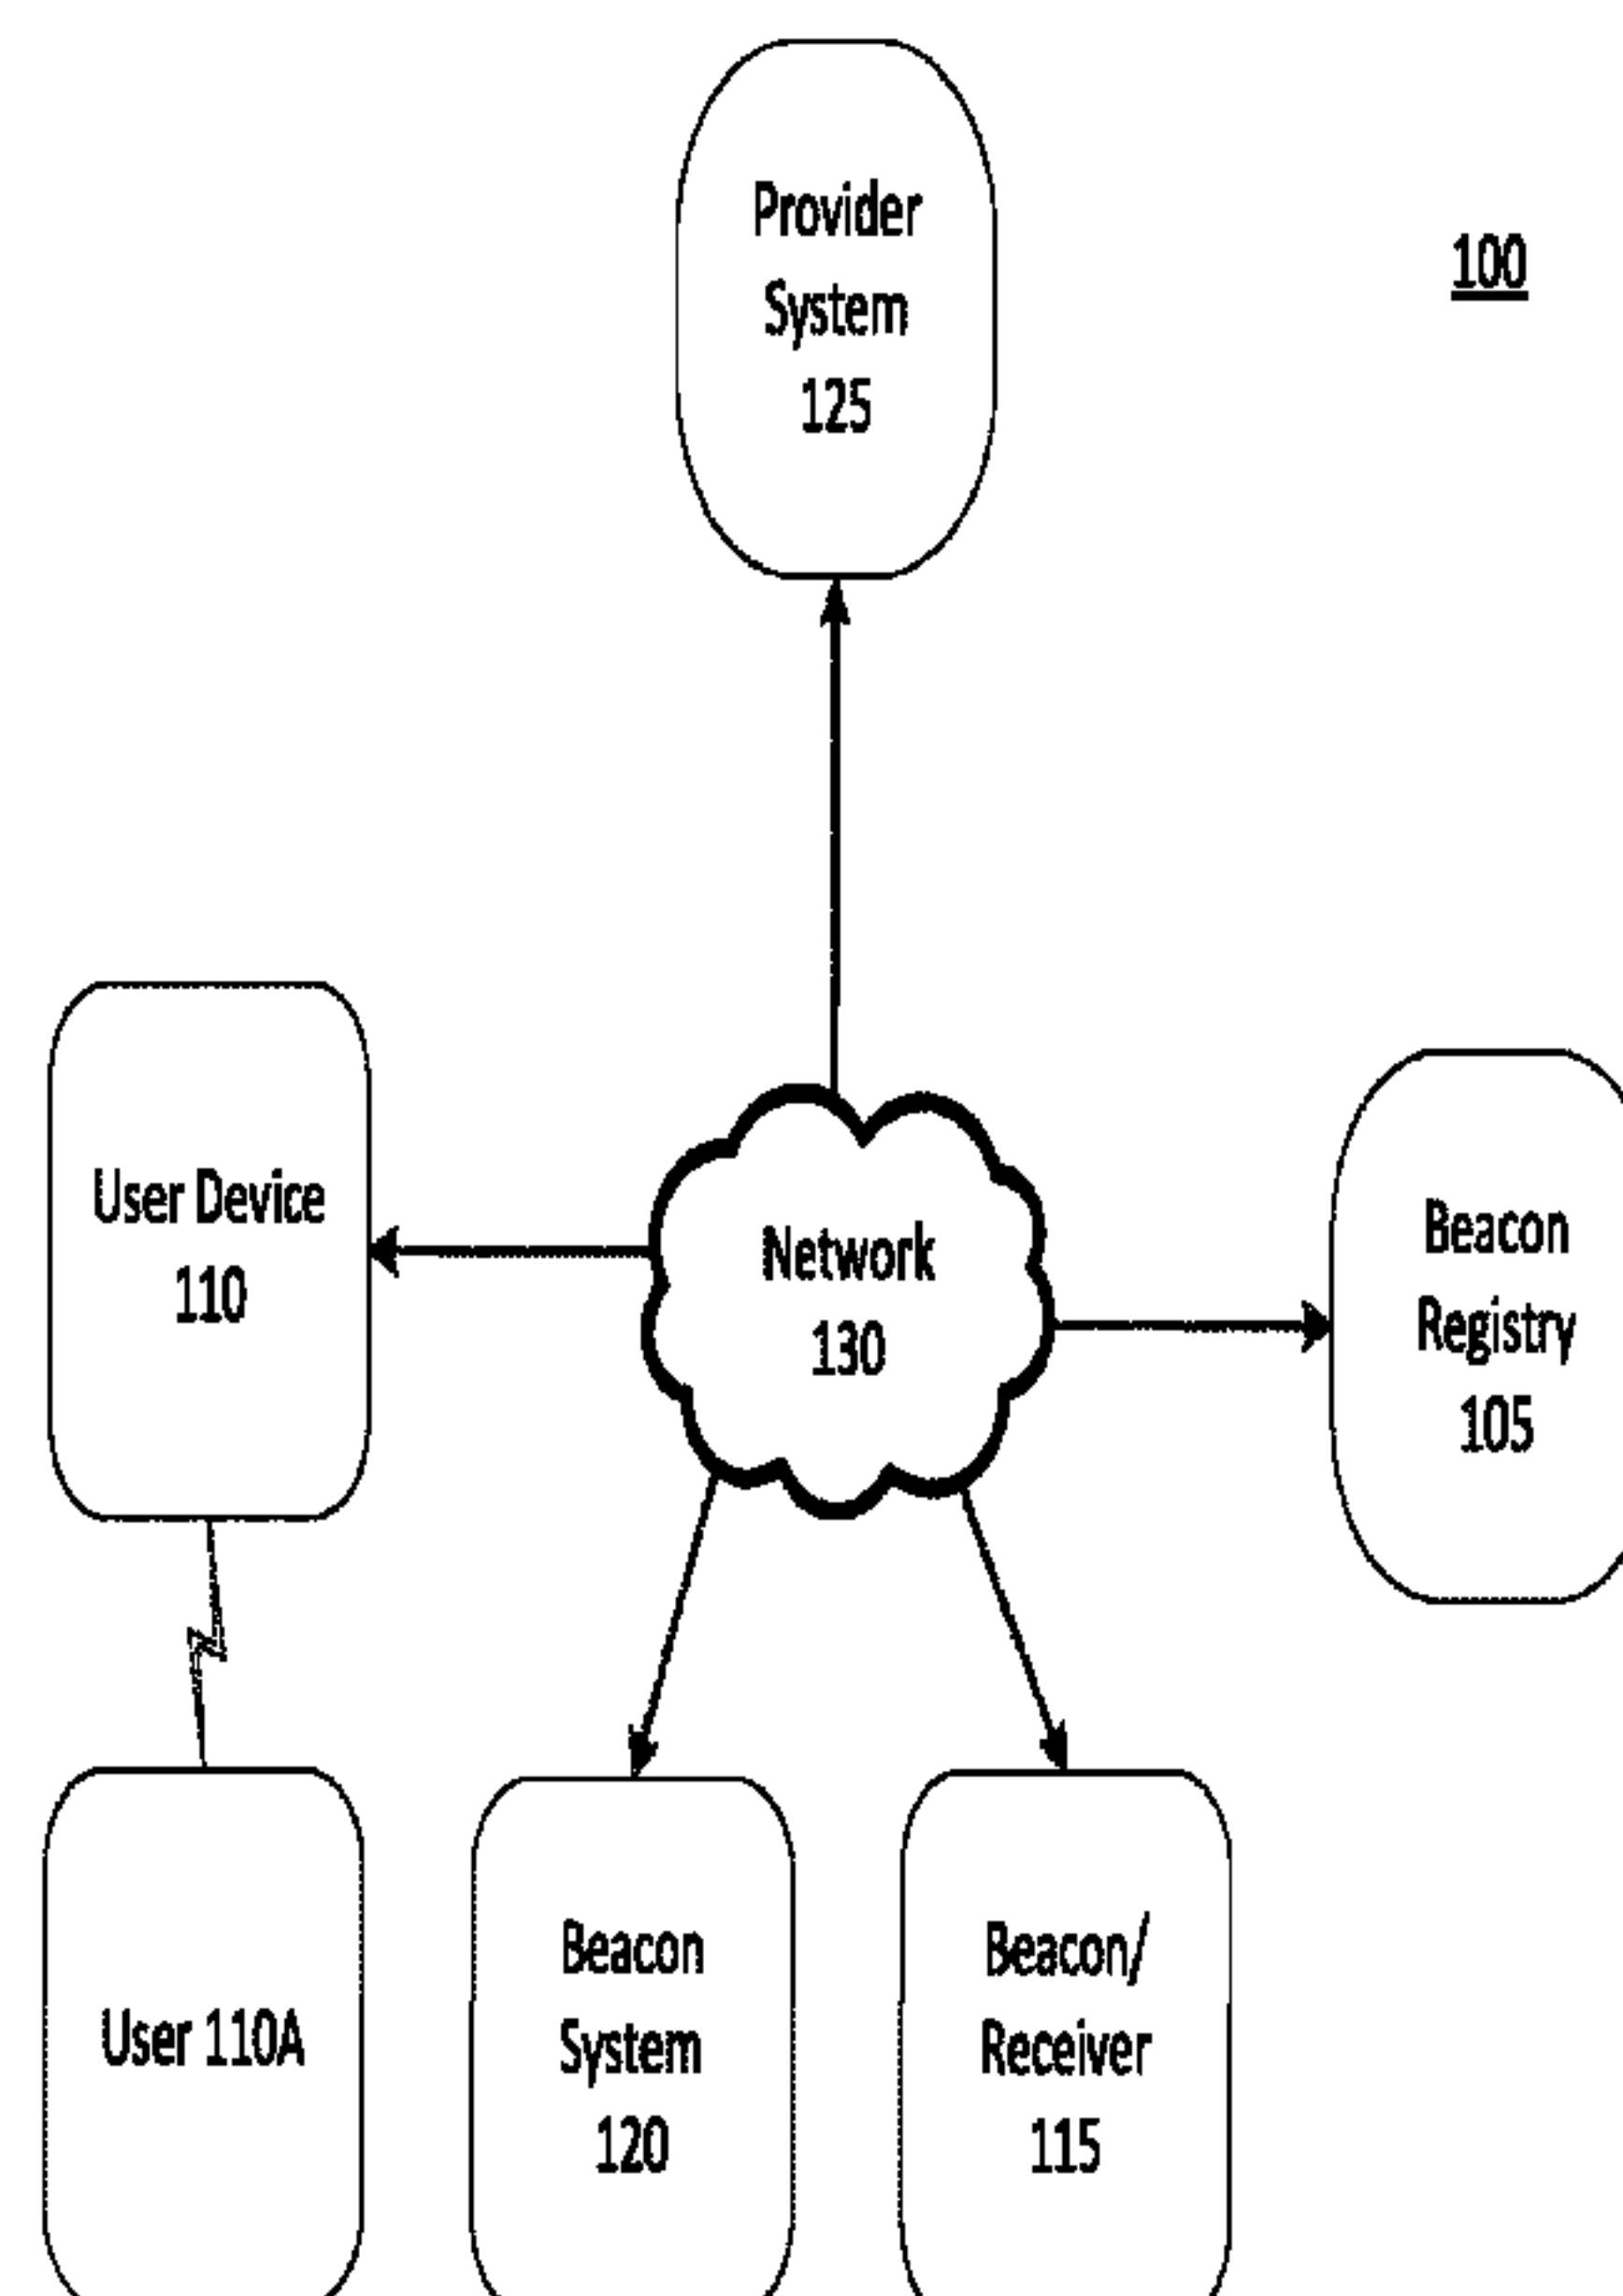 Provider
System
125
100
User Device
110
Network
130
Beacon
Registry
105
User 110A
Beacon
System
120
Beacon/
Receiver
115